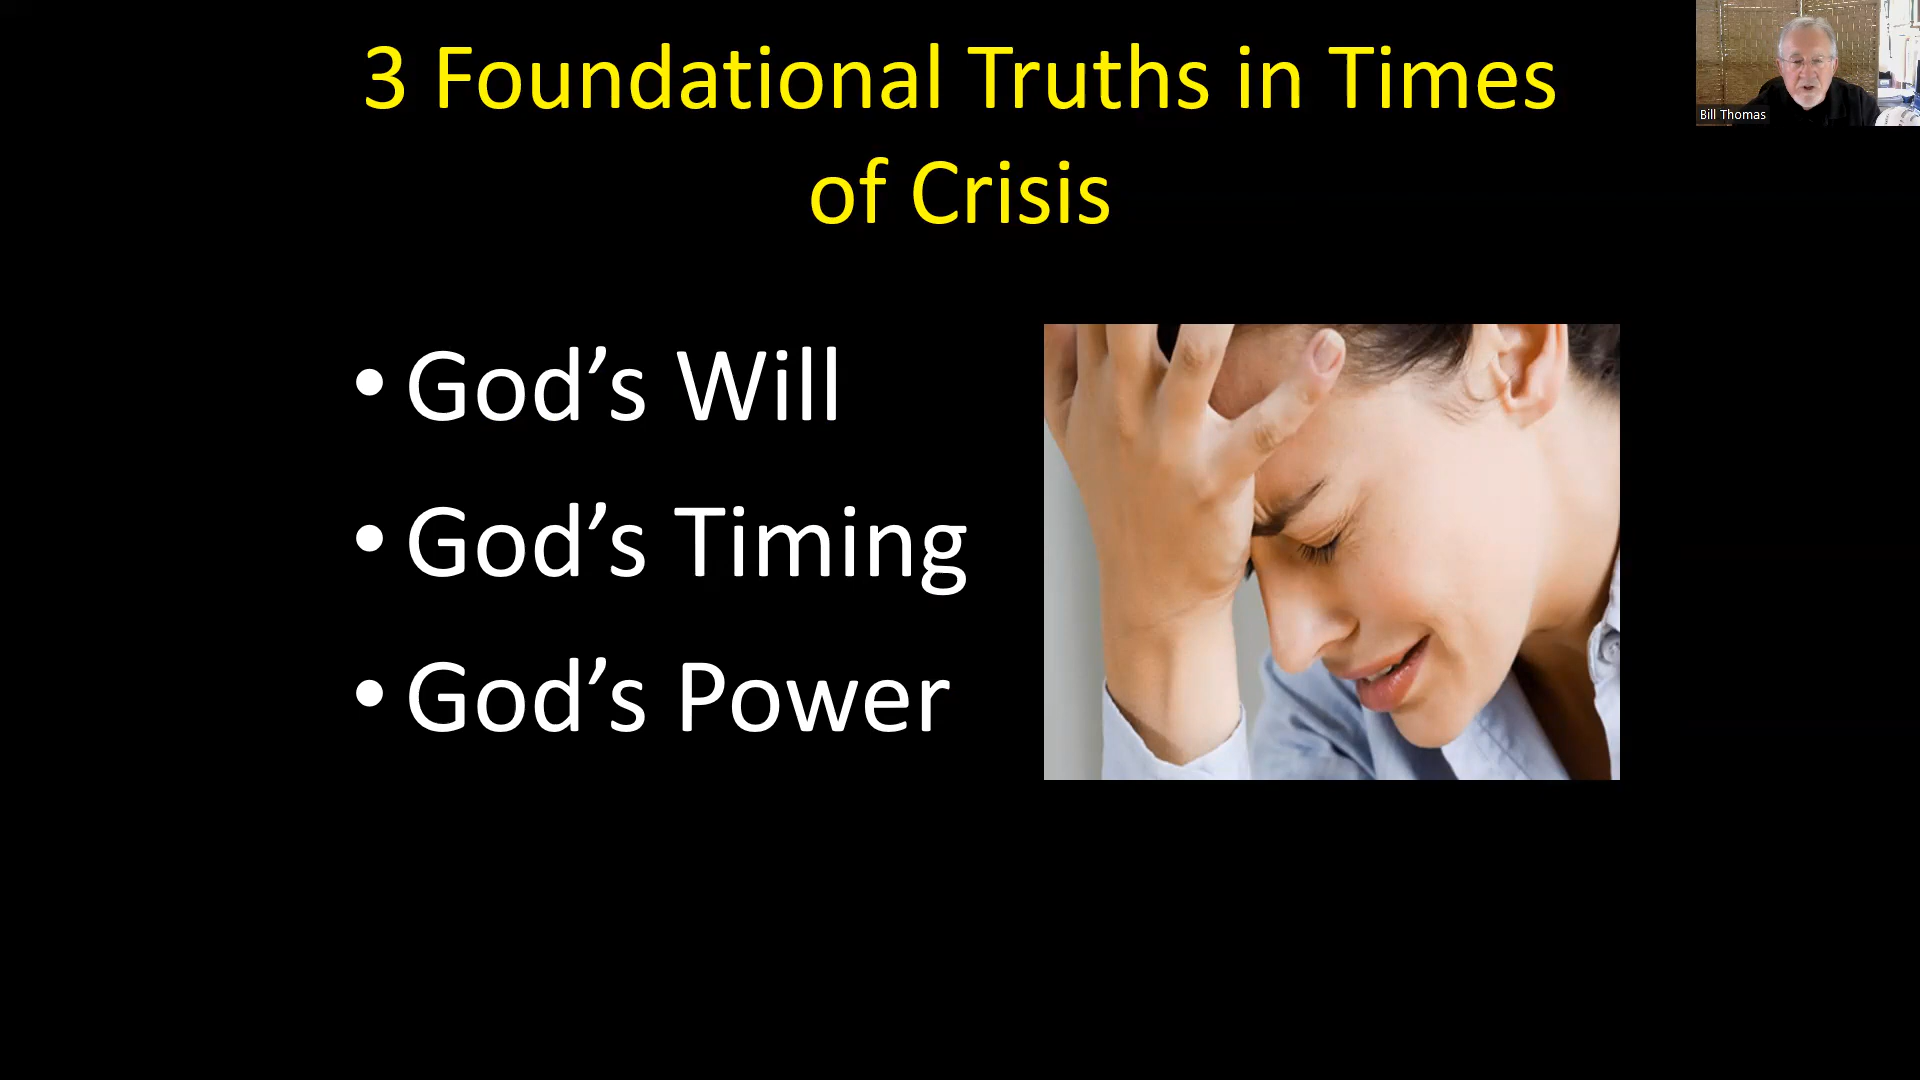 3 Foundational Truths in Times
of Crisis
• God’s Will
• God’s Timing
• God’s Power
Bill Thomas